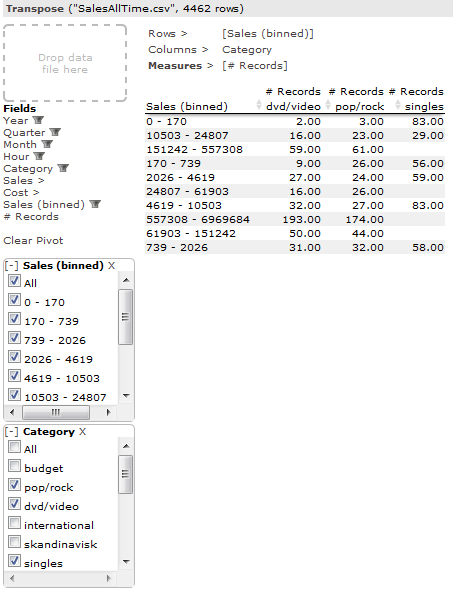 Transpose ("SalesAllTime.csv", 4462 rows)
Drop data
file here
Rows > [Sales (binned)]
Columns > Category
Measures > [# Records]
Fields
Year
Quarter
Month
Hour
Category
Sales >
Cost >
Sales (binned)
# Records
Clear Pivot
# Records # Records # Records
Sales (binned) dvd/video pop/rock singles
0 - 170 2.00 3.00 83.00
10503 - 24807 16.00 23.00 29.00
151242 - 557308 59.00 61.00
170 - 739 9.00 26.00 56.00
2026 - 4619 27.00 24.00 59.00
24807 - 61903 16.00 26.00
4619 - 10503 32.00 27.00 83.00
557308 - 6969684 193.00 174.00
61903 - 151242 50.00 44.00
739 - 2026 31.00 32.00 58.00
[-] Sales (binned) X
All
0 - 170
170 - 739
739 - 2026
2026 - 4619
4619 - 10503
10503 - 24807
[-] Category X
All
budget
pop/rock
dvd/video
international
skandinavisk
singles